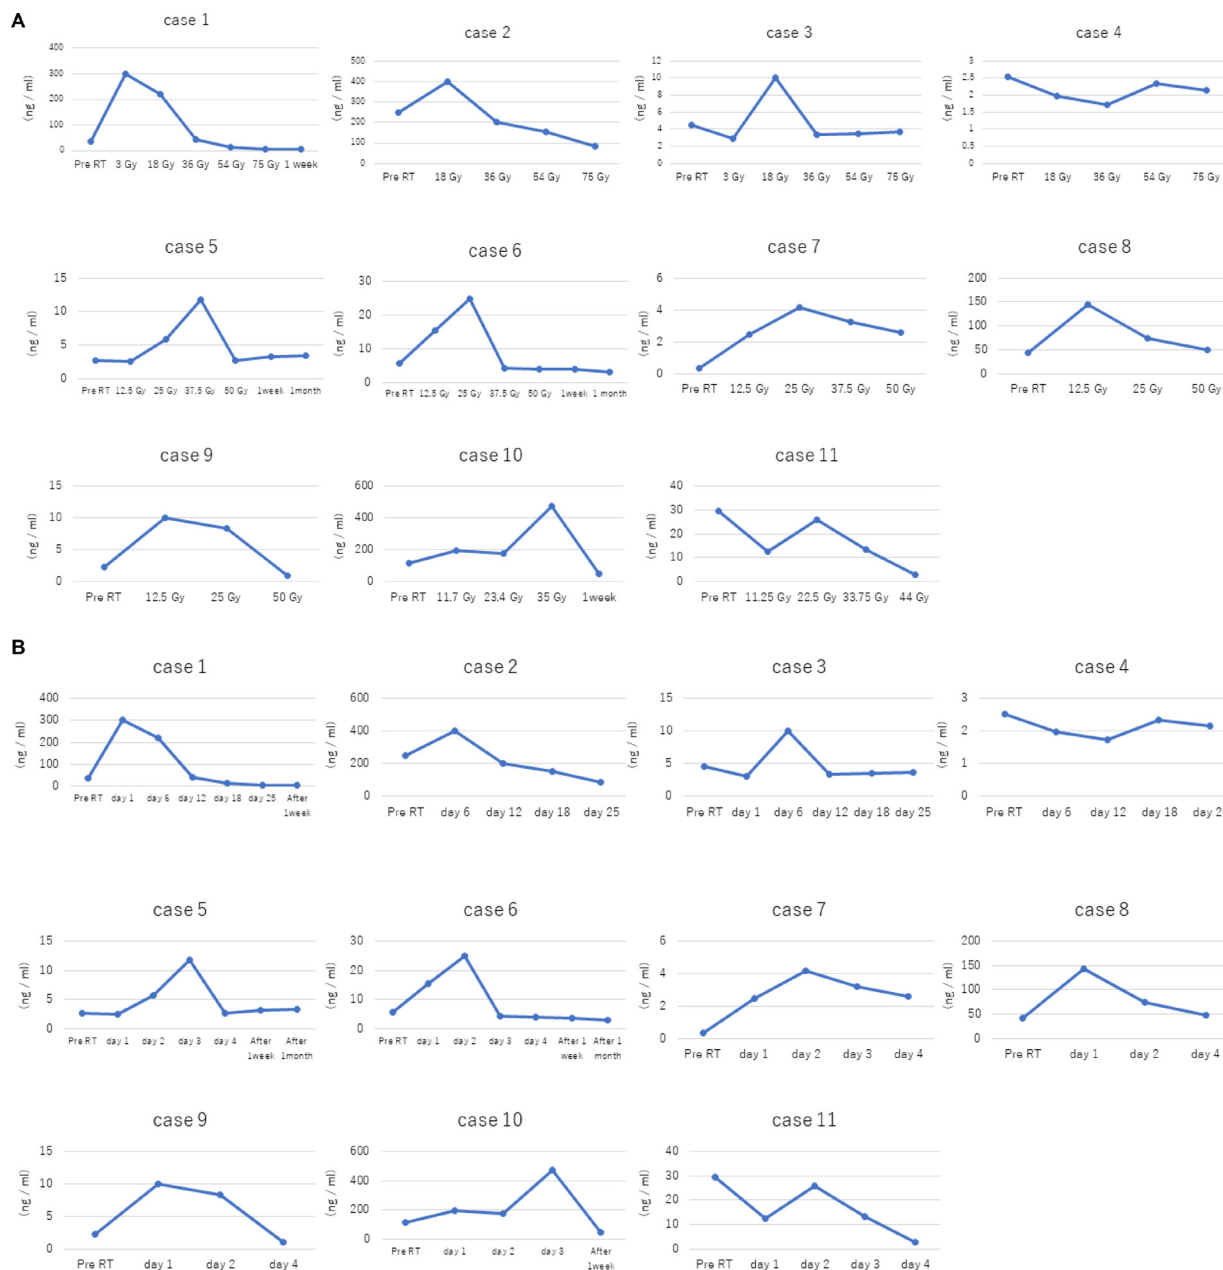 A
case 1
(ng / ml)
400
300
200
100
0
Pre RT 3 Gy 18 Gy 36 Gy 54 Gy 75 Gy 1 week
case 2
(ng / ml)
500
400
300
200
100
0
Pre RT 18 Gy 36 Gy 54 Gy 75 Gy
case 3
(ng / ml)
12
10
8
6
4
2
0
Pre RT 3 Gy 18 Gy 36 Gy 54 Gy 75 Gy
case 4
(ng / ml)
3
2.5
2
1.5
1
0.5
0
Pre RT 18 Gy 36 Gy 54 Gy 75 Gy
case 5
(ng / ml)
15
10
5
0
Pre RT 12.5 Gy 25 Gy 37.5 Gy 50 Gy 1week 1month
case 6
(ng / ml)
30
20
10
0
Pre RT 12.5 Gy 25 Gy 37.5 Gy 50 Gy 1week 1 month
case 7
(ng / ml)
6
4
2
0
Pre RT 12.5 Gy 25 Gy 37.5 Gy 50 Gy
case 8
(ng / ml)
200
150
100
50
0
Pre RT 12.5 Gy 25 Gy 50 Gy
case 9
(ng / ml)
15
10
5
0
Pre RT 12.5 Gy 25 Gy 50 Gy
case 10
(ng / ml)
600
400
200
0
Pre RT 11.7 Gy 23.4 Gy 35 Gy 1week
case 11
(ng / ml)
40
30
20
10
0
Pre RT 11.25 Gy 22.5 Gy 33.75 Gy 44 Gy
B
case 1
(ng / ml)
400
300
200
100
0
Pre RT day 1 day 6 day 12 day 18 day 25 After
1week
case 2
(ng / ml)
600
400
200
0
Pre RT day 6 day 12 day 18 day 25
case 3
(ng / ml)
15
10
5
0
Pre RT day 1 day 6 day 12 day 18 day 25
case 4
(ng / ml)
3
2
1
0
Pre RT day 6 day 12 day 18 day 2
case 5
(ng / ml)
15
10
5
0
Pre RT day 1 day 2 day 3 day 4 After After
1week 1month
case 6
(ng / ml)
30
20
10
0
Pre RT day 1 day 2 day 3 day 4 After 1 After 1
week month
case 7
(ng / ml)
6
4
2
0
Pre RT day 1 day 2 day 3 day 4
case 8
(ng / ml)
200
150
100
50
0
Pre RT day 1 day 2 day 4
case 9
(ng / ml)
15
10
5
0
Pre RT day 1 day 2 day 4
case 10
(ng / ml)
600
400
200
0
Pre RT day 1 day 2 day 3 After
1week
case 11
(ng / ml)
40
30
20
10
0
Pre RT day 1 day 2 day 3 day 4